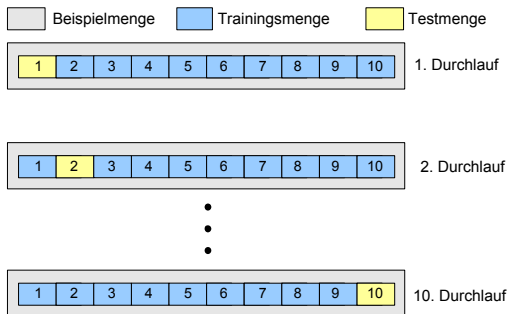 Beispielmenge Trainingsmenge Testmenge
1 2 3 4 5 6 7 8 9 10 1. Durchlauf
1 2 3 4 5 6 7 8 9 10 2. Durchlauf
1 2 3 4 5 6 7 8 9 10 10. Durchlauf